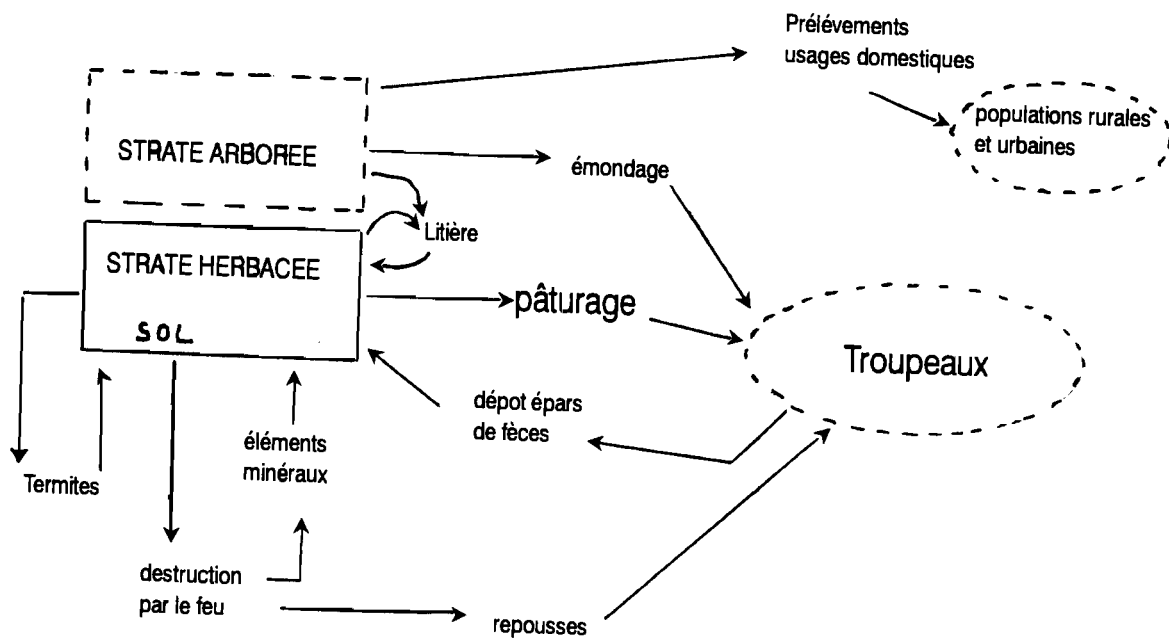 Prélévements
usages domestiques
populations rurales
et urbaines
STRATE ARBOREE
émondage
Litière
STRATE HERBACEE
SOL
pâturage
Troupeaux
dépot épars
de fèces
éléments
minéraux
Termites
destruction
par le feu
repousses